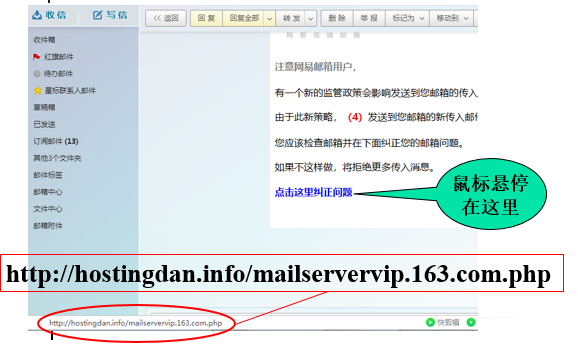 收信 写信
<< 返回 回复 回复全部 转发 删除 举报 标记为 移动到
收件箱
红旗邮件
待办邮件
星标联系人邮件
草稿箱
已发送
订阅邮件 (13)
其他3个文件夹
邮件标签
邮箱中心
文件中心
邮箱附件
网易高端邮箱
注意网易邮箱用户，
有一个新的监管政策会影响发送到您邮箱的传入
由于此新策略，(4) 发送到您邮箱的新传入邮件
您应该检查邮箱并在下面纠正您的邮箱问题。
如果不这样做，将拒绝更多传入消息。
点击这里纠正问题
鼠标悬停
在这里
http://hostingdan.info/mailservervip.163.com.php
http://hostingdan.info/mailservervip.163.com.php
快剪辑